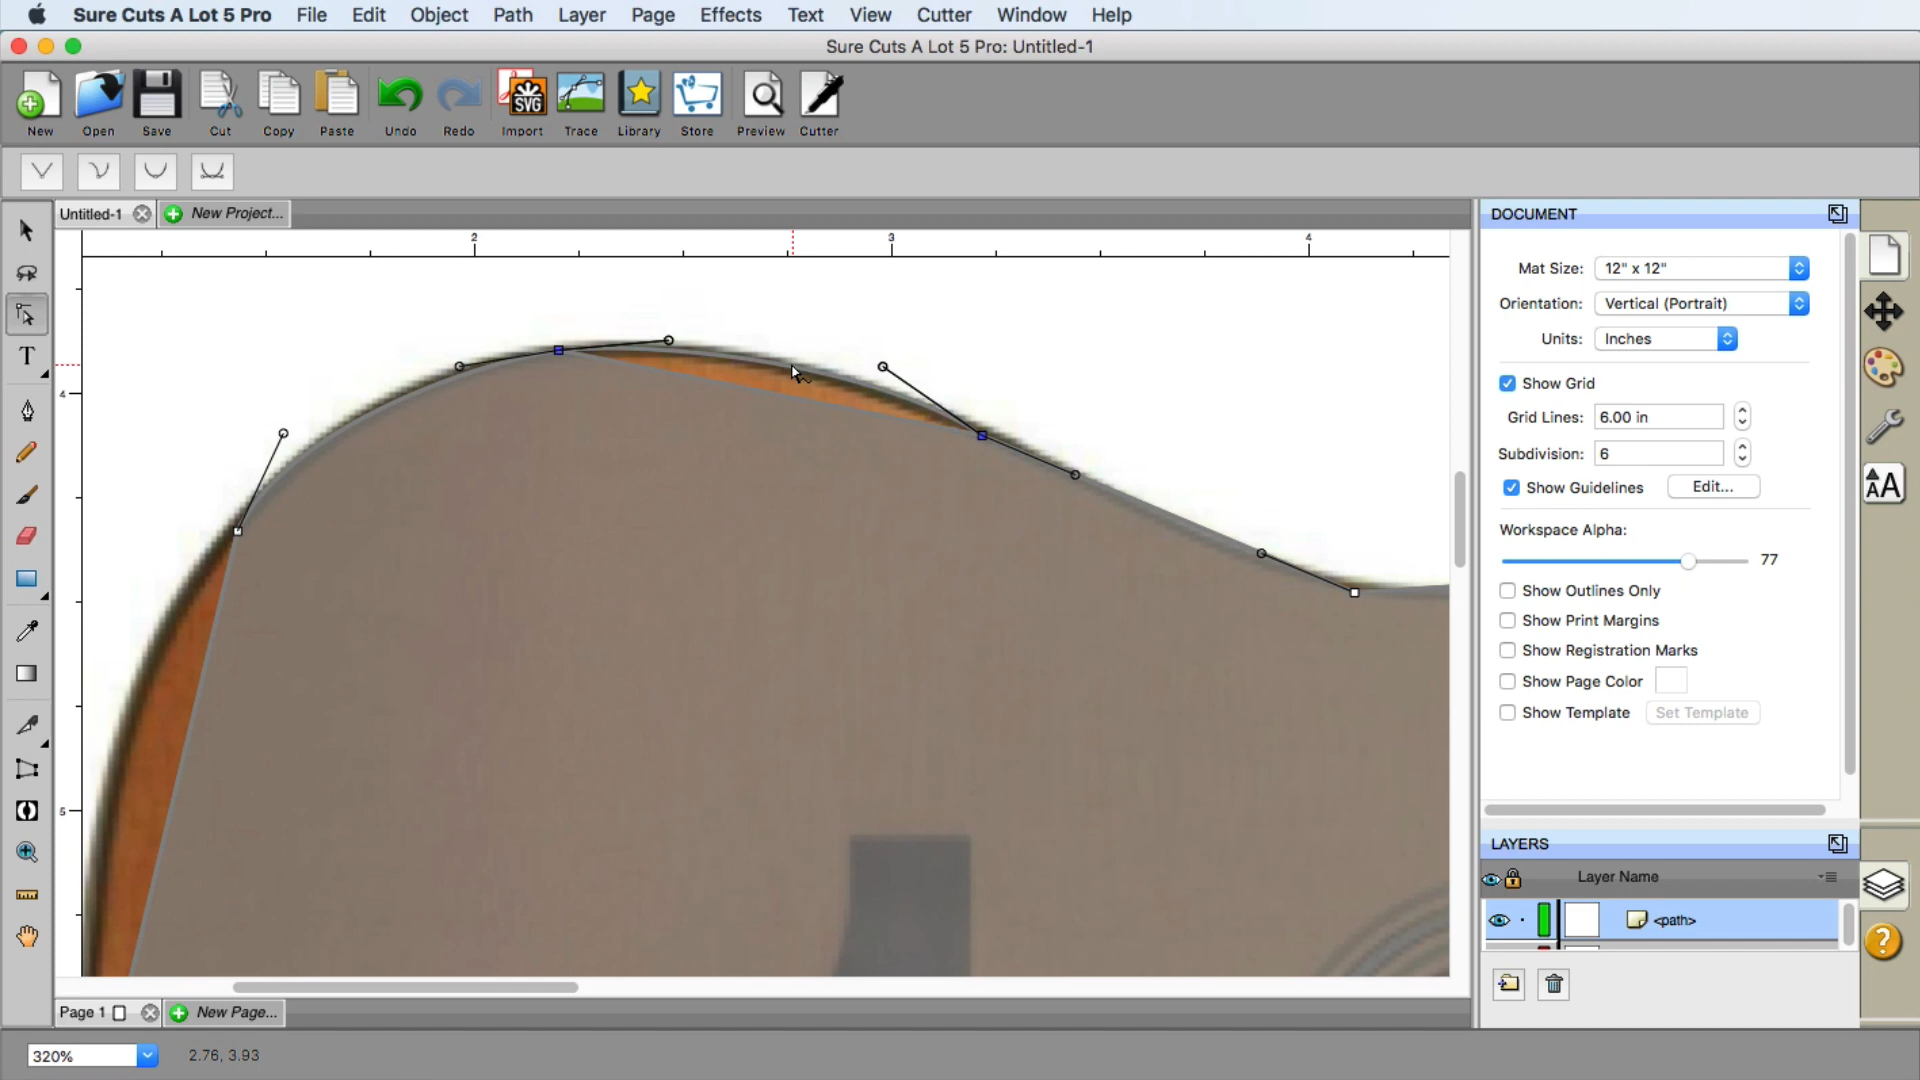 Sure Cuts A Lot 5 Pro File Edit Object Path Layer Page Effects Text View Cutter Window Help
Sure Cuts A Lot 5 Pro: Untitled-1
SVG
New Open Save Cut Copy Paste Undo Redo Import Trace Library Store Preview Cutter
Untitled-1 New Project...
2 3 4
4
5
T
DOCUMENT
Mat Size: 12" x 12"
Orientation: Vertical (Portrait)
Units: Inches
Show Grid
Grid Lines: 6.00 in
Subdivision: 6
Show Guidelines Edit...
Workspace Alpha:
77
Show Outlines Only
Show Print Margins
Show Registration Marks
Show Page Color
Show Template Set Template
AA
LAYERS
Layer Name
<path>
?
Page 1 New Page...
320% 2.76, 3.93